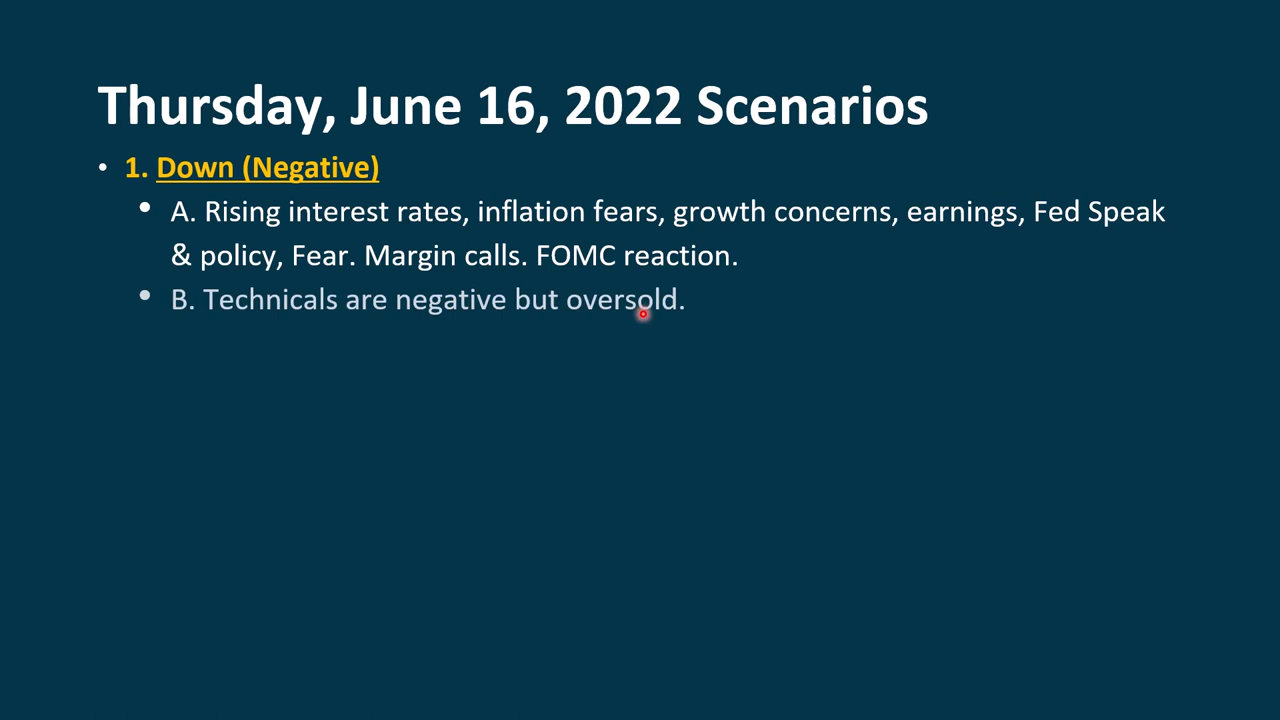 Thursday, June 16, 2022 Scenarios
• 1. Down (Negative)
• A. Rising interest rates, inflation fears, growth concerns, earnings, Fed Speak
& policy, Fear. Margin calls. FOMC reaction.
• B. Technicals are negative but oversold.